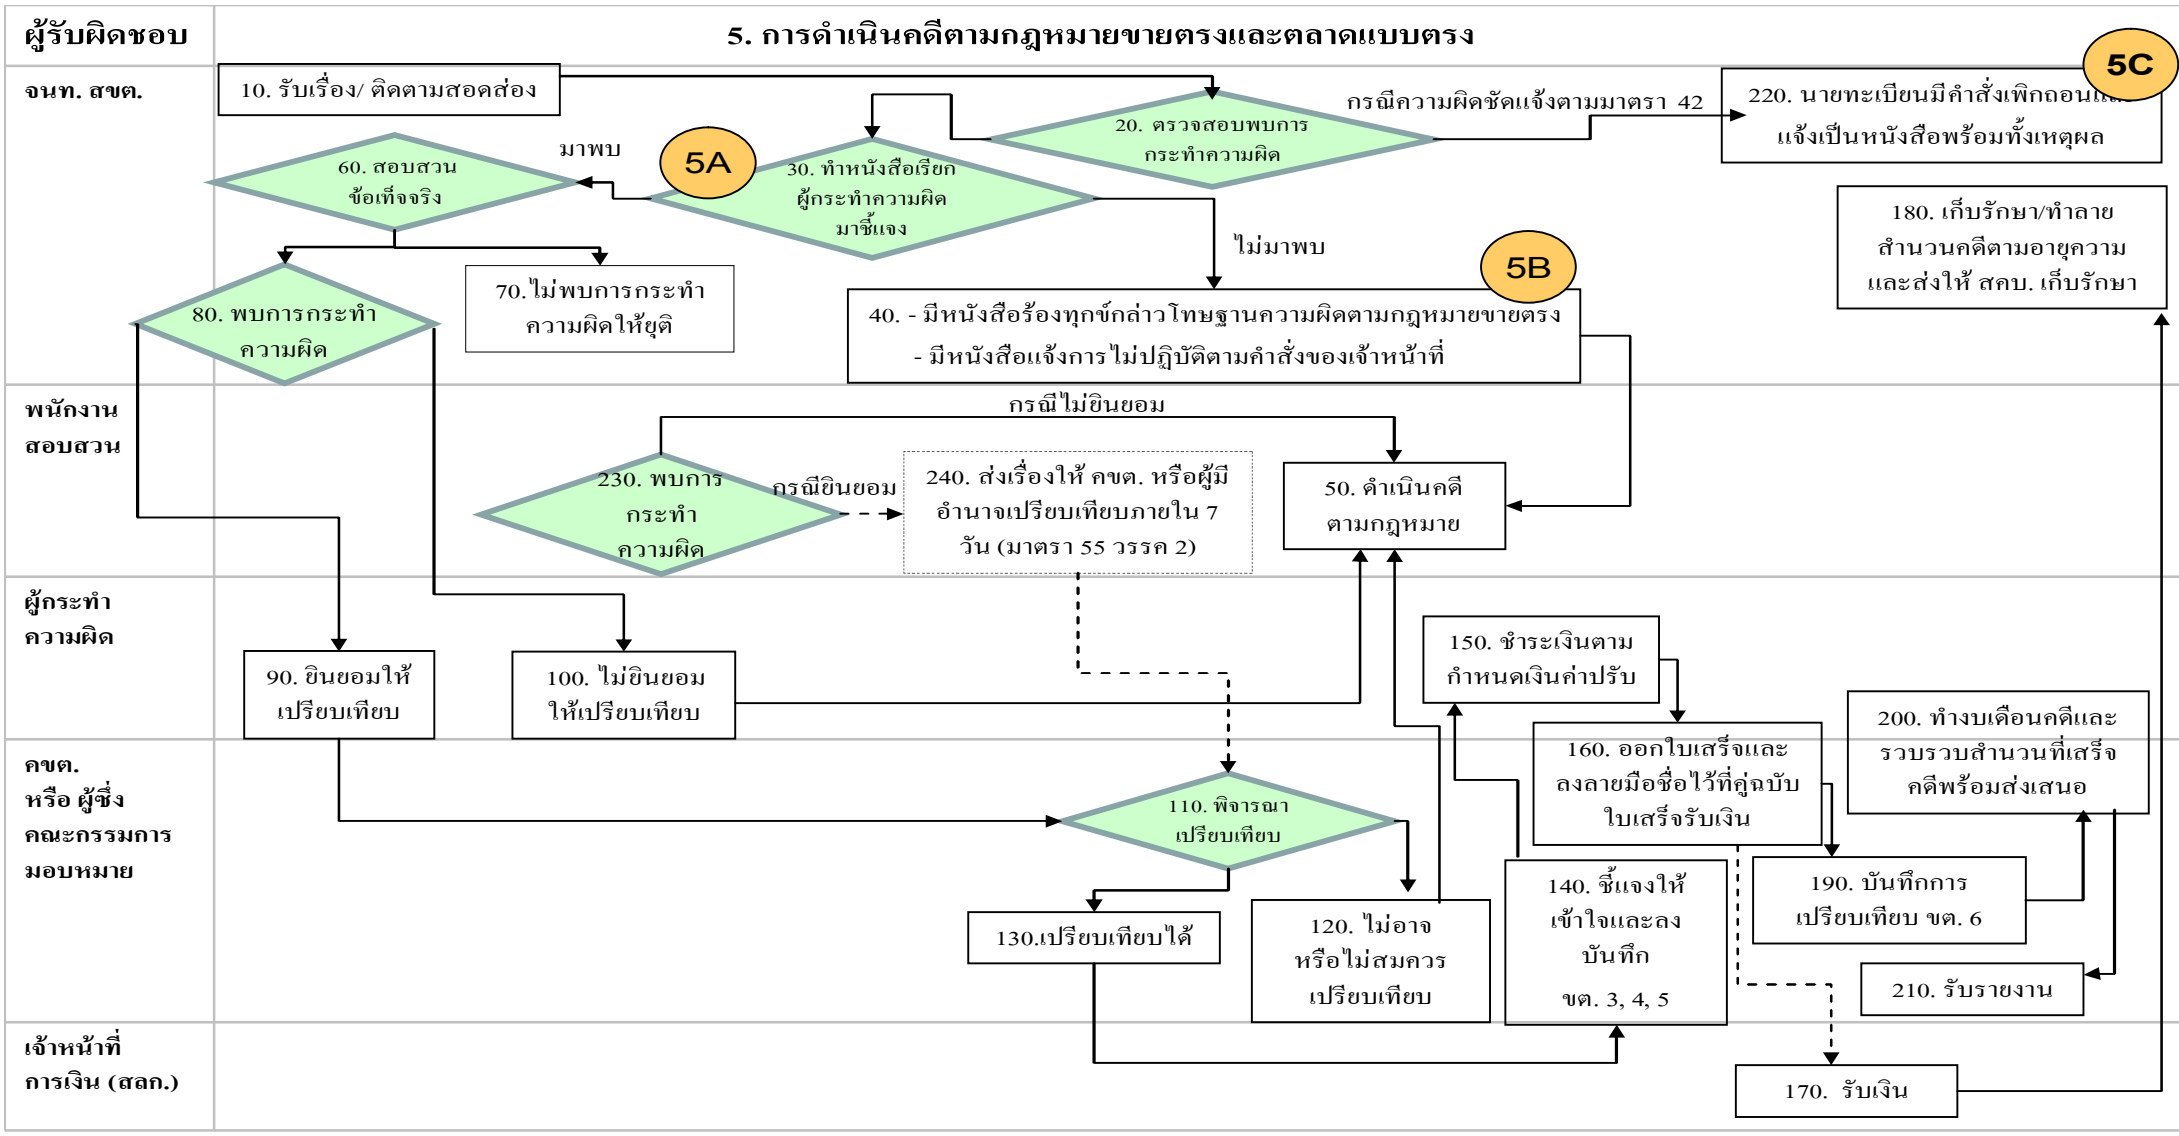 ผู้รับผิดชอบ
5. การดำเนินคดีตามกฎหมายขายตรงและตลาดแบบตรง
5C
จนท. สขต.
10. รับเรื่อง/ ติดตามสอดส่อง
20. ตรวจสอบพบการ
กระทำความผิด
กรณีความผิดชัดแจ้งตามมาตรา 42
220. นายทะเบียนมีคำสั่งเพิกถอนและ
แจ้งเป็นหนังสือพร้อมทั้งเหตุผล
60. สอบสวน
ข้อเท็จจริง
มาพบ
5A
30. ทำหนังสือเรียก
ผู้กระทำความผิด
มาชี้แจง
180. เก็บรักษา/ทำลาย
สำนวนคดีตามอายุความ
และส่งให้ สคบ. เก็บรักษา
ไม่มาพบ
5B
80. พบการกระทำ
ความผิด
70.ไม่พบการกระทำ
ความผิดให้ยุติ
40. - มีหนังสือร้องทุกข์กล่าวโทษฐานความผิดตามกฎหมายขายตรง
- มีหนังสือแจ้งการไม่ปฏิบัติตามคำสั่งของเจ้าหน้าที่
พนักงาน
สอบสวน
กรณีไม่ยินยอม
230. พบการ
กระทำ
ความผิด
กรณียินยอม
240. ส่งเรื่องให้ คขต. หรือผู้มี
อำนาจเปรียบเทียบภายใน 7
วัน (มาตรา 55 วรรค 2)
50. ดำเนินคดี
ตามกฎหมาย
ผู้กระทำ
ความผิด
90. ยินยอมให้
เปรียบเทียบ
100. ไม่ยินยอม
ให้เปรียบเทียบ
150. ชำระเงินตาม
กำหนดเงินค่าปรับ
คขต.
หรือ ผู้ซึ่ง
คณะกรรมการ
มอบหมาย
110. พิจารณา
เปรียบเทียบ
160. ออกใบเสร็จและ
ลงลายมือชื่อไว้ที่คู่ฉบับ
ใบเสร็จรับเงิน
200. ทำงบเดือนคดีและ
รวบรวบสำนวนที่เสร็จ
คดีพร้อมส่งเสนอ
130.เปรียบเทียบได้
120. ไม่อาจ
หรือไม่สมควร
เปรียบเทียบ
140. ชี้แจงให้
เข้าใจและลง
บันทึก
ขต. 3, 4, 5
190. บันทึกการ
เปรียบเทียบ ขต. 6
210. รับรายงาน
เจ้าหน้าที่
การเงิน (สลก.)
170. รับเงิน